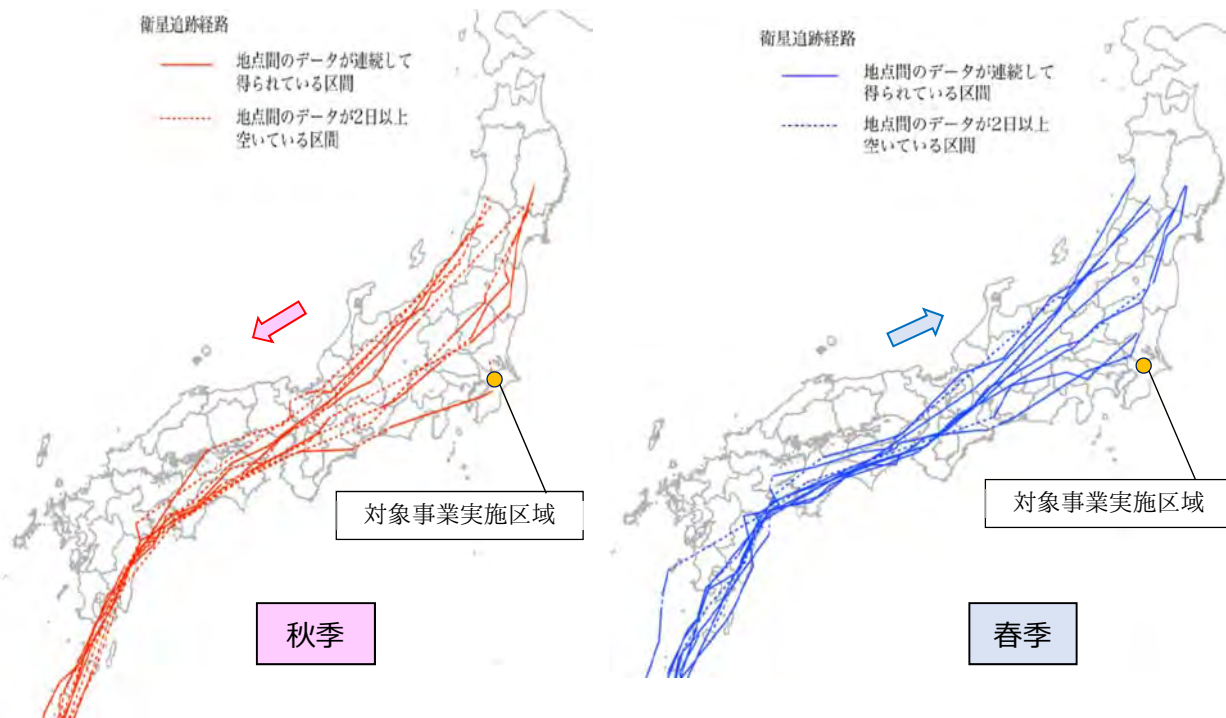 衛星追跡経路
地点間のデータが連続して
得られている区間
地点間のデータが2日以上
空いている区間
対象事業実施区域
秋季
衛星追跡経路
地点間のデータが連続して
得られている区間
地点間のデータが2日以上
空いている区間
対象事業実施区域
春季